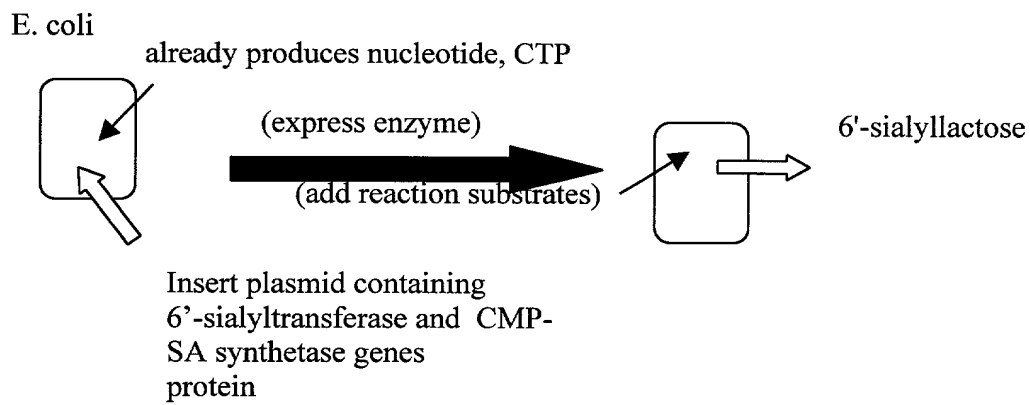 E. coli
already produces nucleotide, CTP
(express enzyme)
6'-sialyllactose
(add reaction substrates)
Insert plasmid containing
6’-sialyltransferase and CMP-
SA synthetase genes
protein